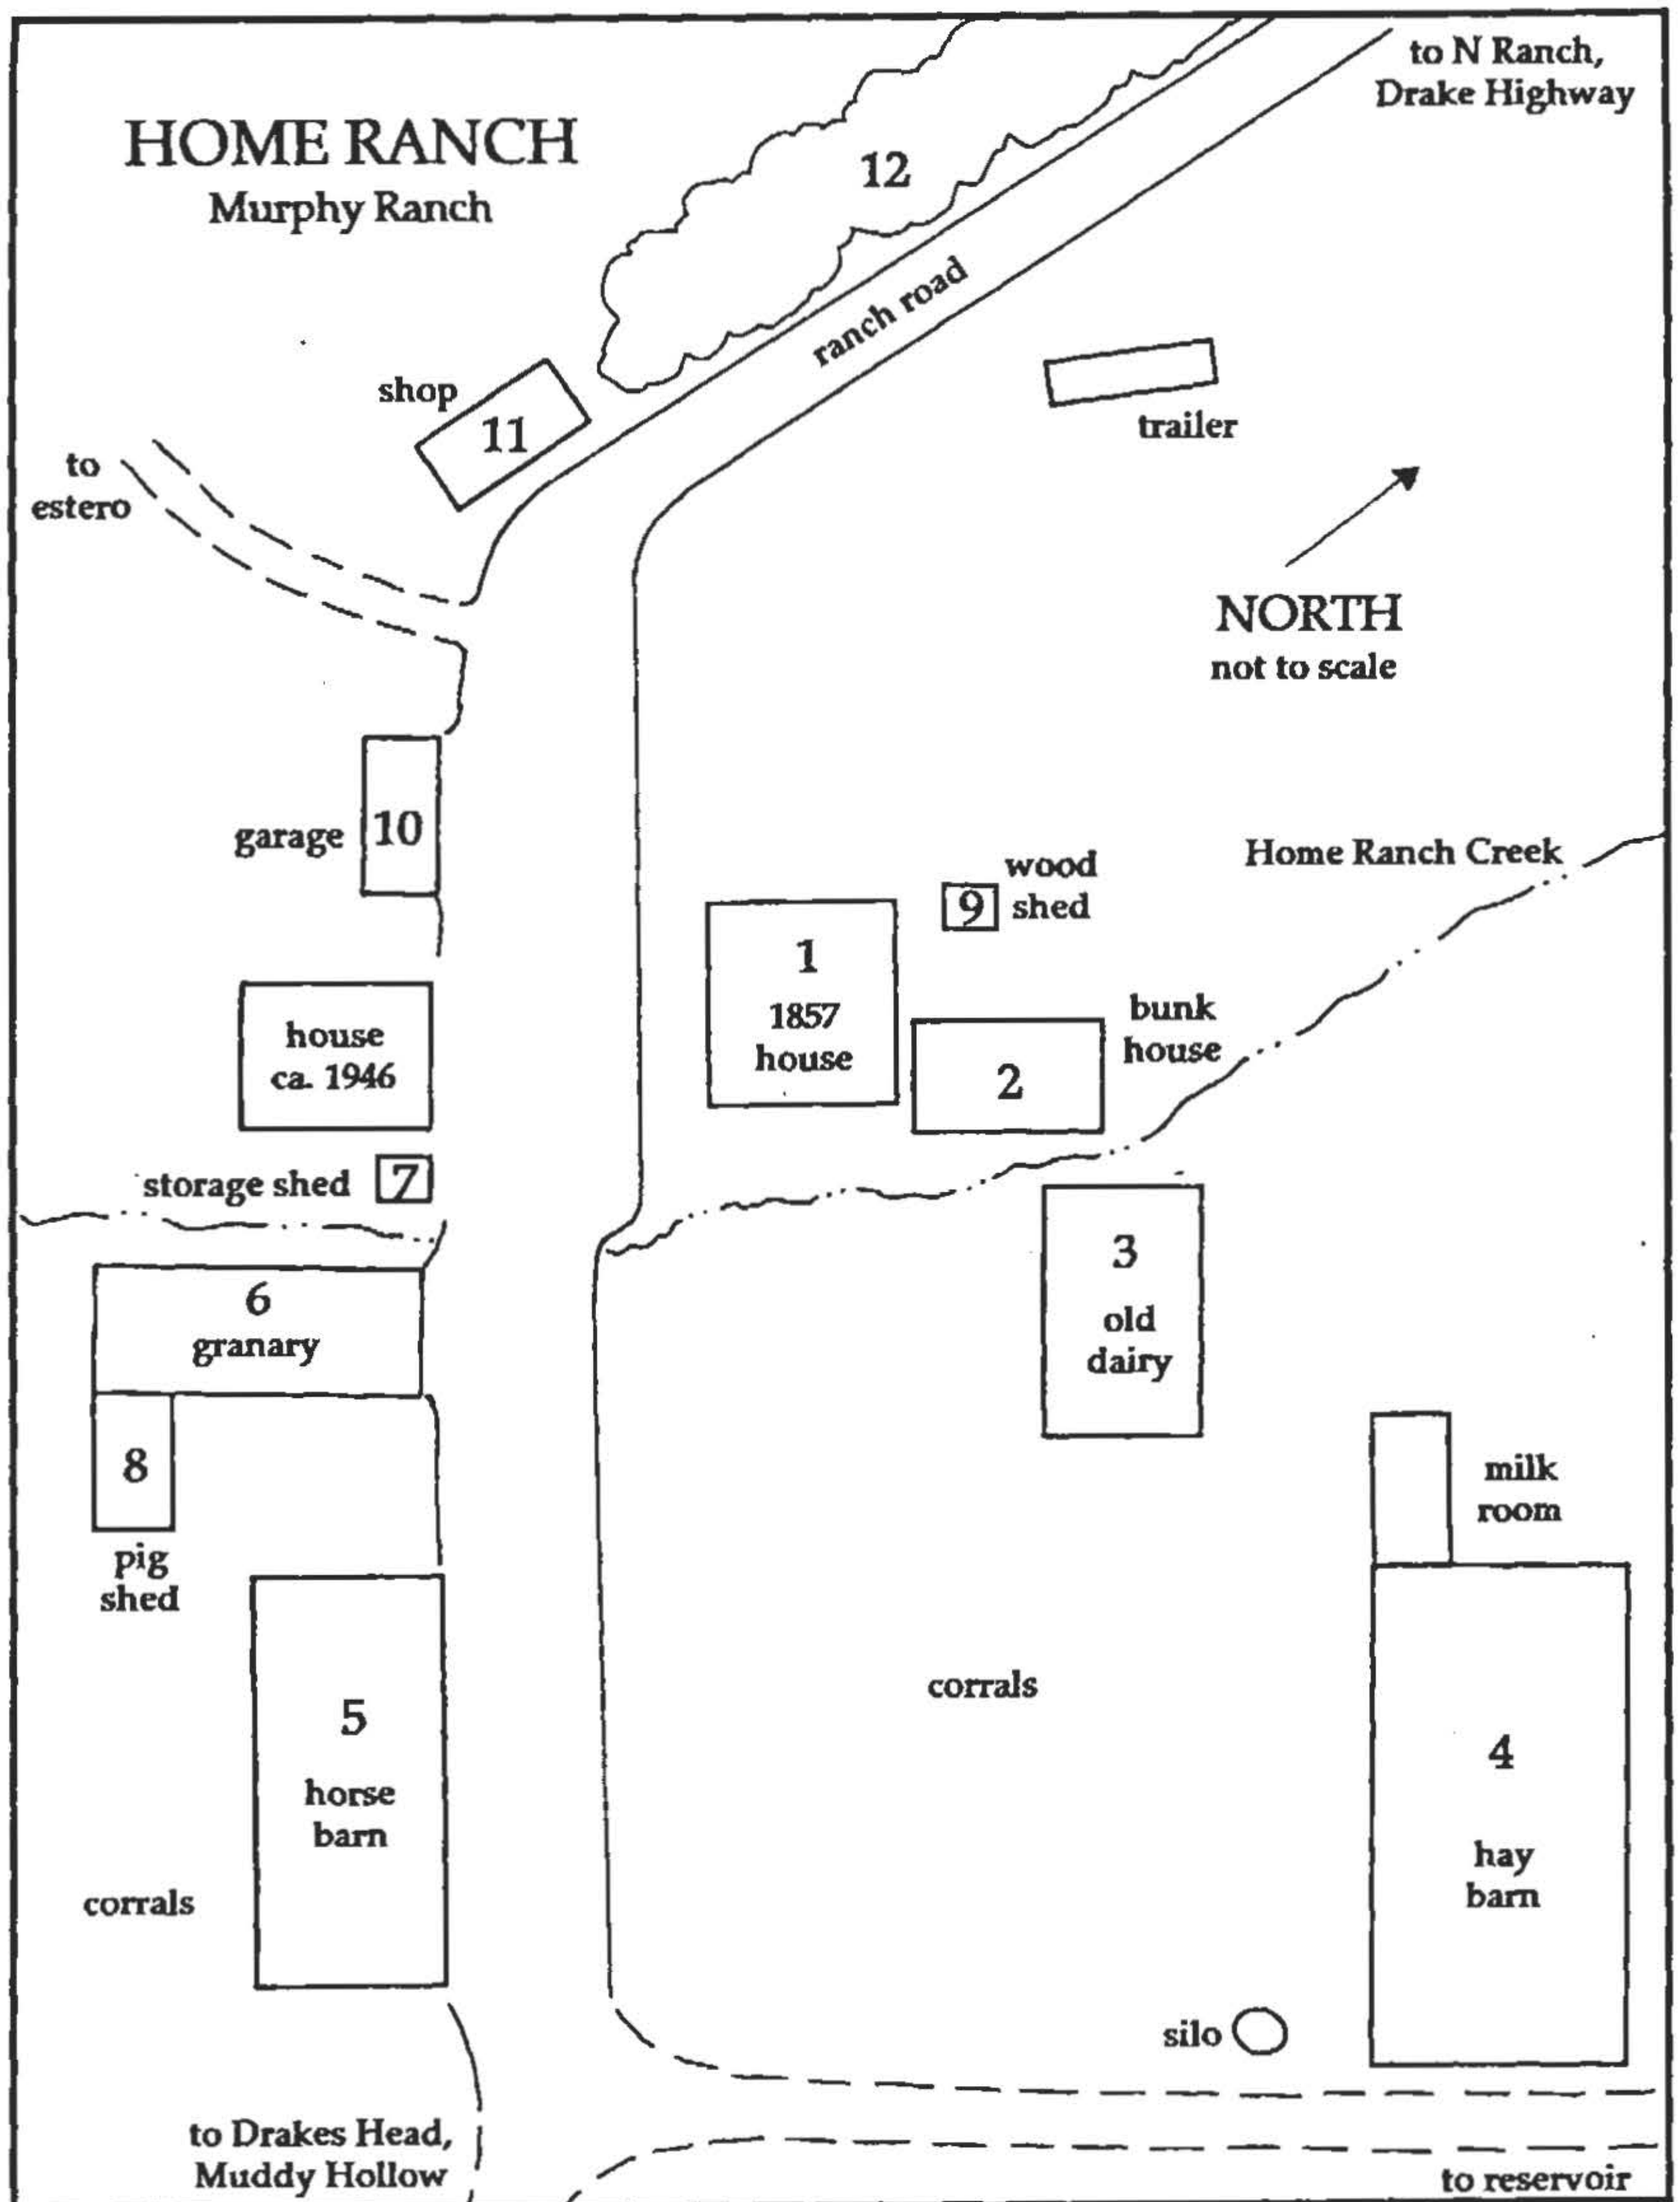 to N Ranch,
Drake Highway
HOME RANCH
Murphy Ranch
12
ranch road
shop
11
trailer
to
estero
NORTH
not to scale
garage
10
Home Ranch Creek
wood
shed
9
1
1857
house
bunk
house
2
house
ca. 1946
storage shed
7
3
old
dairy
6
granary
8
pig
shed
milk
room
5
horse
barn
corrals
corrals
4
hay
barn
silo
to Drakes Head,
Muddy Hollow
to reservoir